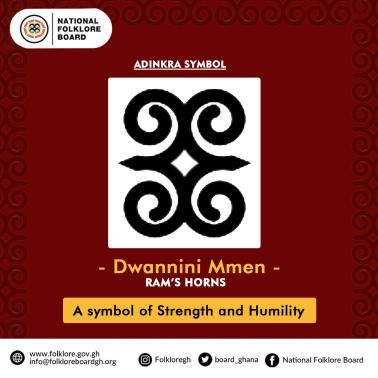 NATIONAL
FOLKLORE
BOARD
ADINKRA SYMBOL
- Dwannini Mmen -
RAM'S HORNS
A symbol of Strength and Humility
www.folklore.gov.gh
info@folkloreboardgh.org
Folkloregh
board_ghana
National Folklore Board